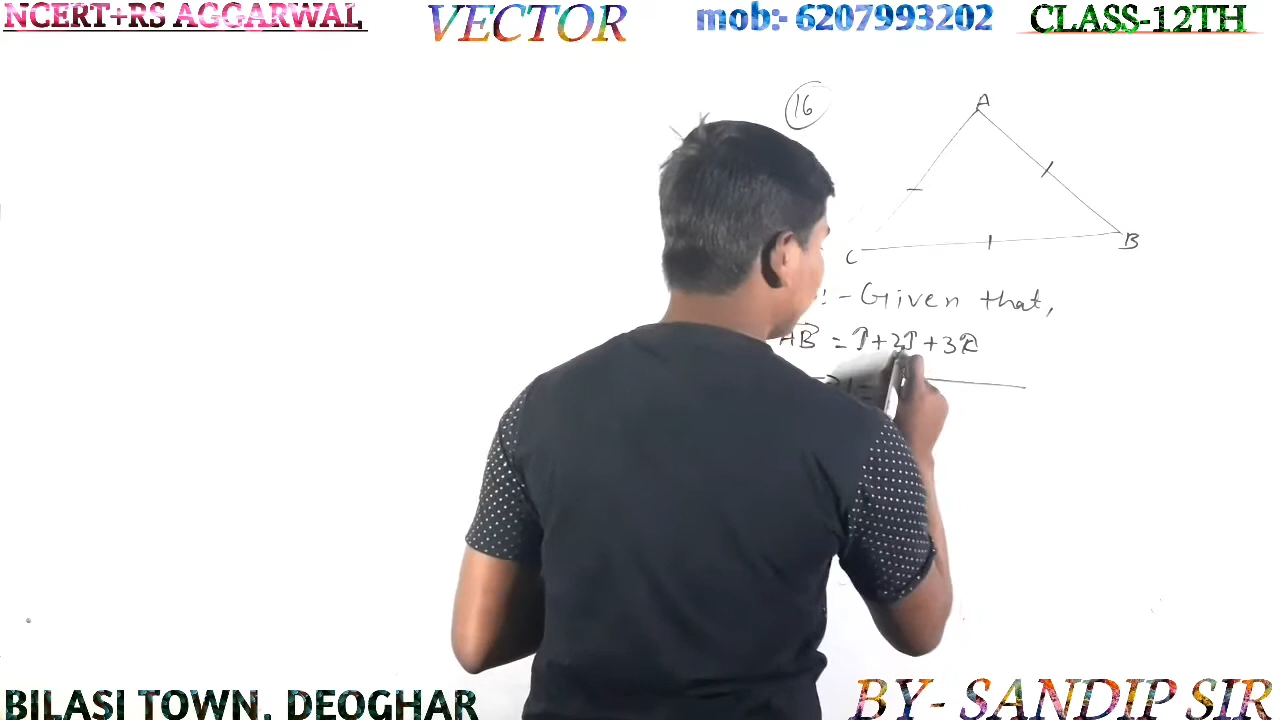 NCERT+RS AGGARWAL
VECTOR
mob:- 6207993202
CLASS-12TH
16
A
B
C
:- Given that,
AB = î+2ĵ+3k̂
BILASI TOWN, DEOGHAR
BY- SANDIP SIR